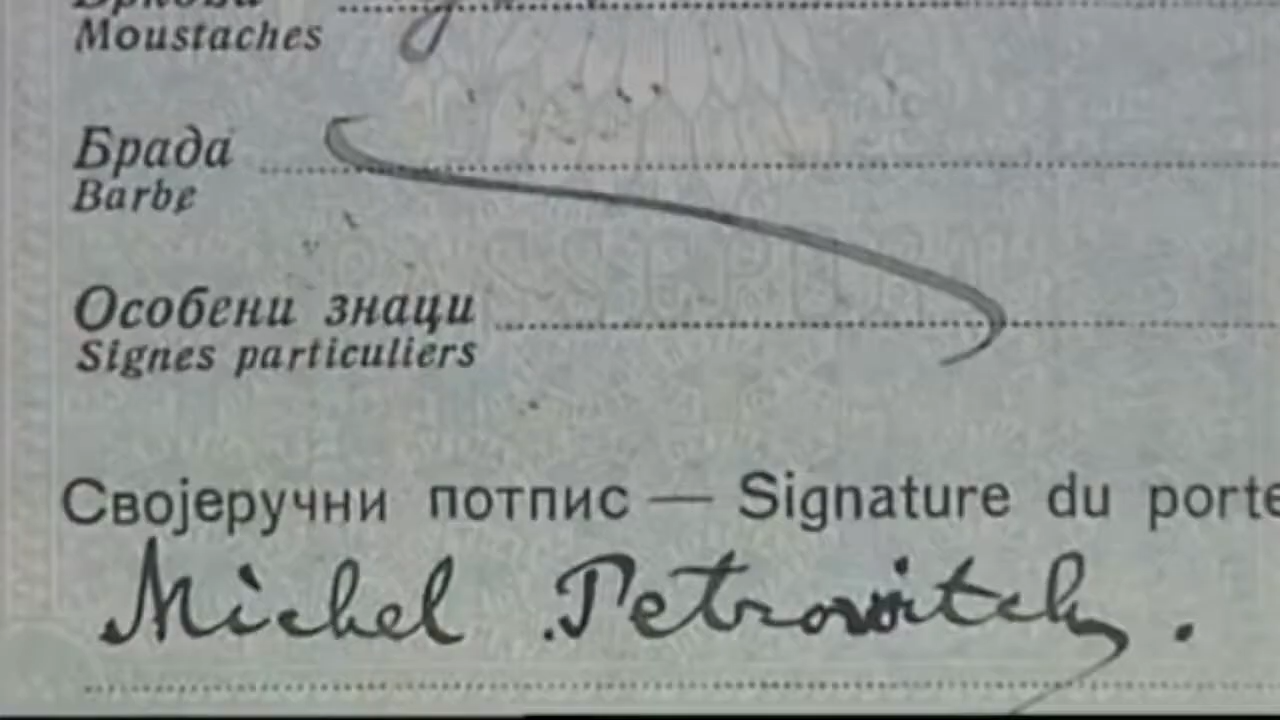 Moustaches
Брада
Barbe
Особени знаци
Signes particuliers
Својеручни потпис — Signature du porte
Michel Petrovitch.